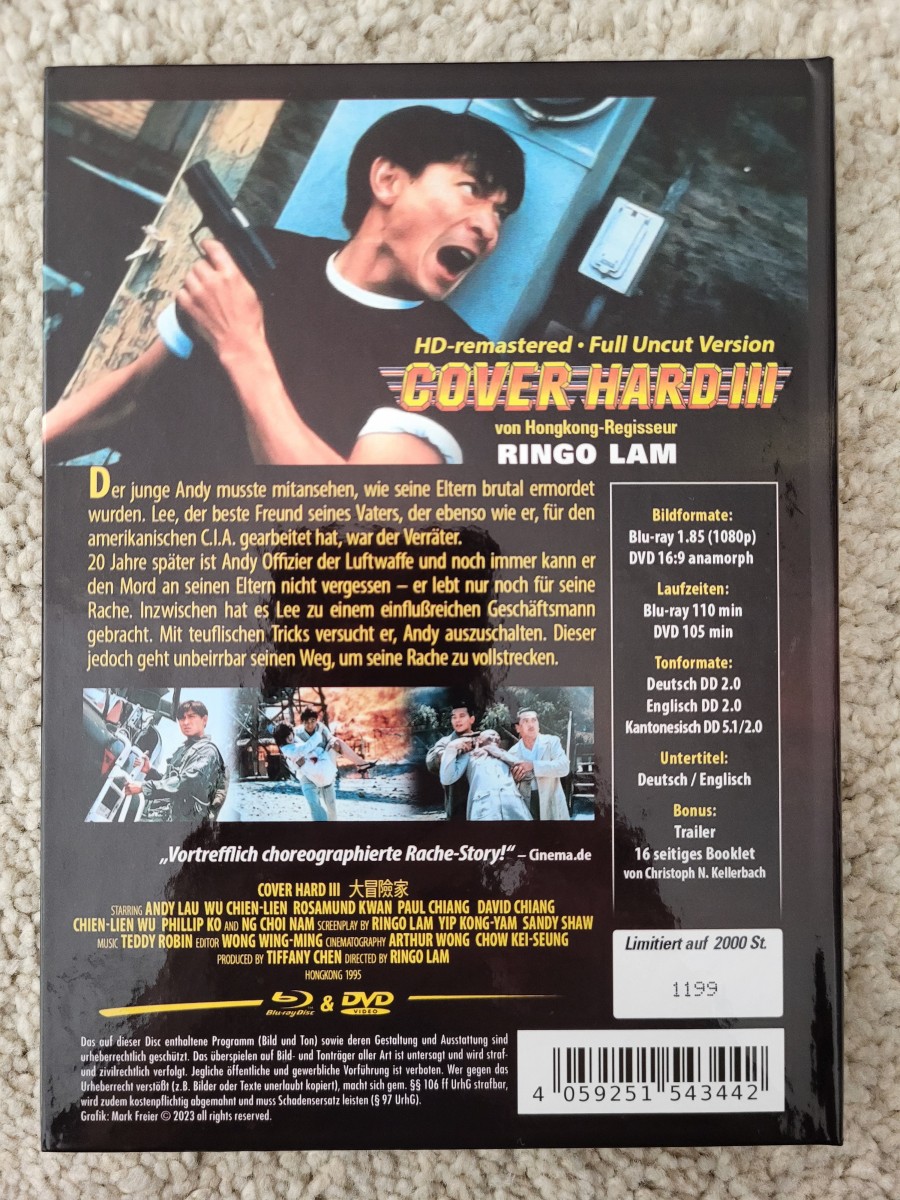 HD-remastered • Full Uncut Version
COVER HARD III
von Hongkong-Regisseur
RINGO LAM
Der junge Andy musste mitansehen, wie seine Eltern brutal ermordet
wurden. Lee, der beste Freund seines Vaters, der ebenso wie er, für den
amerikanischen C.I.A. gearbeitet hat, war der Verräter.
20 Jahre später ist Andy Offizier der Luftwaffe und noch immer kann er
den Mord an seinen Eltern nicht vergessen – er lebt nur noch für seine
Rache. Inzwischen hat es Lee zu einem einflußreichen Geschäftsmann
gebracht. Mit teuflischen Tricks versucht er, Andy auszuschalten. Dieser
jedoch geht unbeirrbar seinen Weg, um seine Rache zu vollstrecken.
Bildformate:
Blu-ray 1.85 (1080p)
DVD 16:9 anamorph
Laufzeiten:
Blu-ray 110 min
DVD 105 min
Tonformate:
Deutsch DD 2.0
Englisch DD 2.0
Kantonesisch DD 5.1/2.0
Untertitel:
Deutsch / Englisch
Bonus:
Trailer
16 seitiges Booklet
von Christoph N. Kellerbach
„Vortrefflich choreographierte Rache-Story!“ – Cinema.de
COVER HARD III 大冒險家
STARRING ANDY LAU WU CHIEN-LIEN ROSAMUND KWAN PAUL CHIANG DAVID CHIANG
CHIEN-LIEN WU PHILLIP KO AND NG CHOI NAM SCREENPLAY BY RINGO LAM YIP KONG-YAM SANDY SHAW
MUSIC TEDDY ROBIN EDITOR WONG WING-MING CINEMATOGRAPHY ARTHUR WONG CHOW KEI-SEUNG
PRODUCED BY TIFFANY CHEN DIRECTED BY RINGO LAM
HONGKONG 1995
Blu-ray Disc & DVD VIDEO
Limitiert auf 2000 St.
1199
Das auf dieser Disc enthaltene Programm (Bild und Ton) sowie deren Gestaltung und Ausstattung sind
urheberrechtlich geschützt. Das überspielen auf Bild- und Tonträger aller Art ist untersagt und wird straf-
und zivilrechtlich verfolgt. Jegliche öffentliche und gewerbliche Vorführung ist verboten. Wer gegen das
Urheberrecht verstößt (z.B. Bilder oder Texte unerlaubt kopiert), macht sich gem. §§ 106 ff UrhG strafbar,
wird zudem kostenpflichtig abgemahnt und muss Schadensersatz leisten (§ 97 UrhG).
Grafik: Mark Freier © 2023 all rights reserved.
4 059251 543442